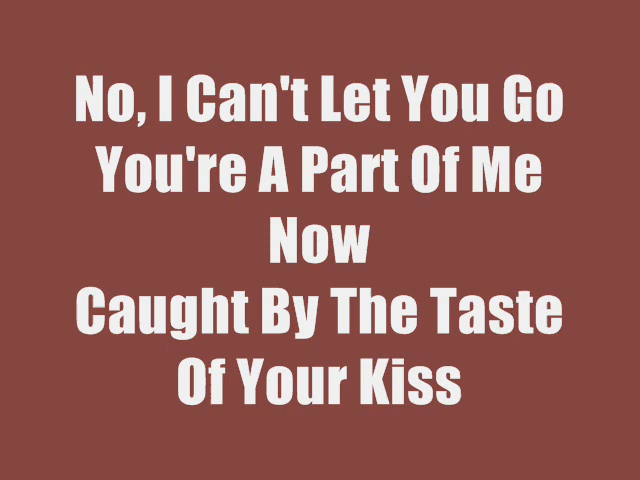 No, I Can't Let You Go
You're A Part Of Me
Now
Caught By The Taste
Of Your Kiss